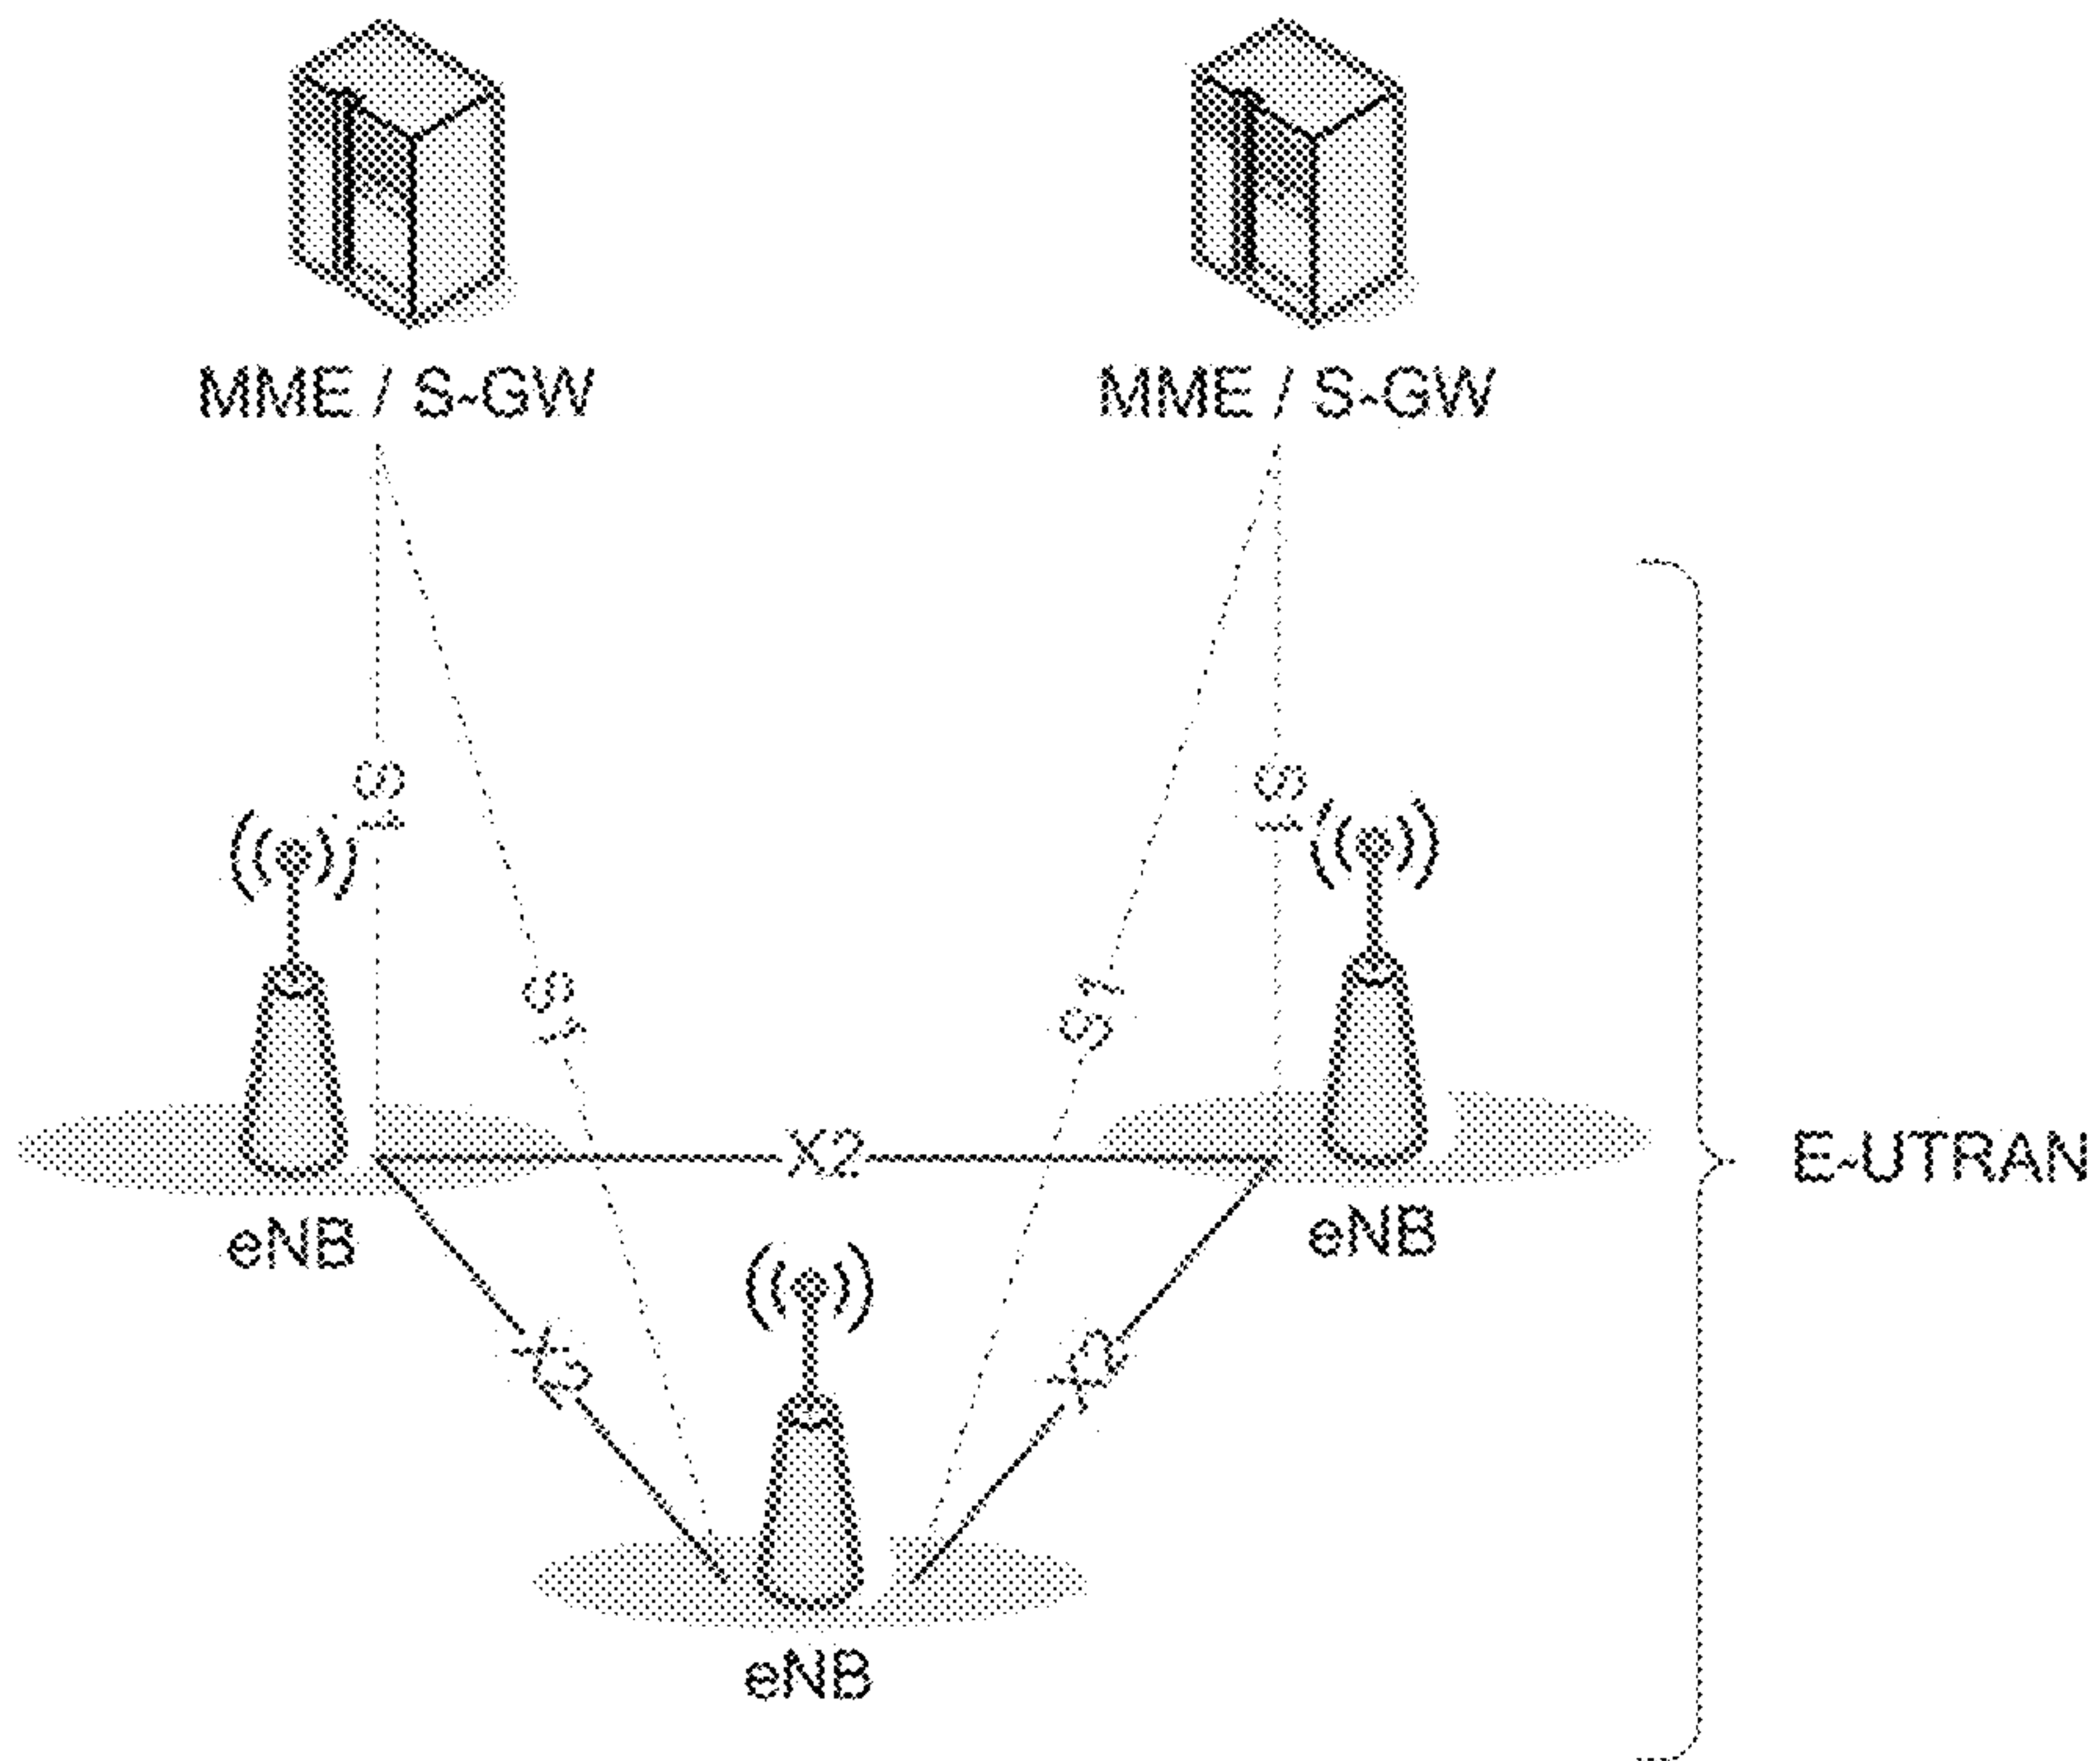 MME / S-GW
MME / S-GW
S1
S1
S1
S1
X2
E-UTRAN
eNB
eNB
X2
X2
eNB